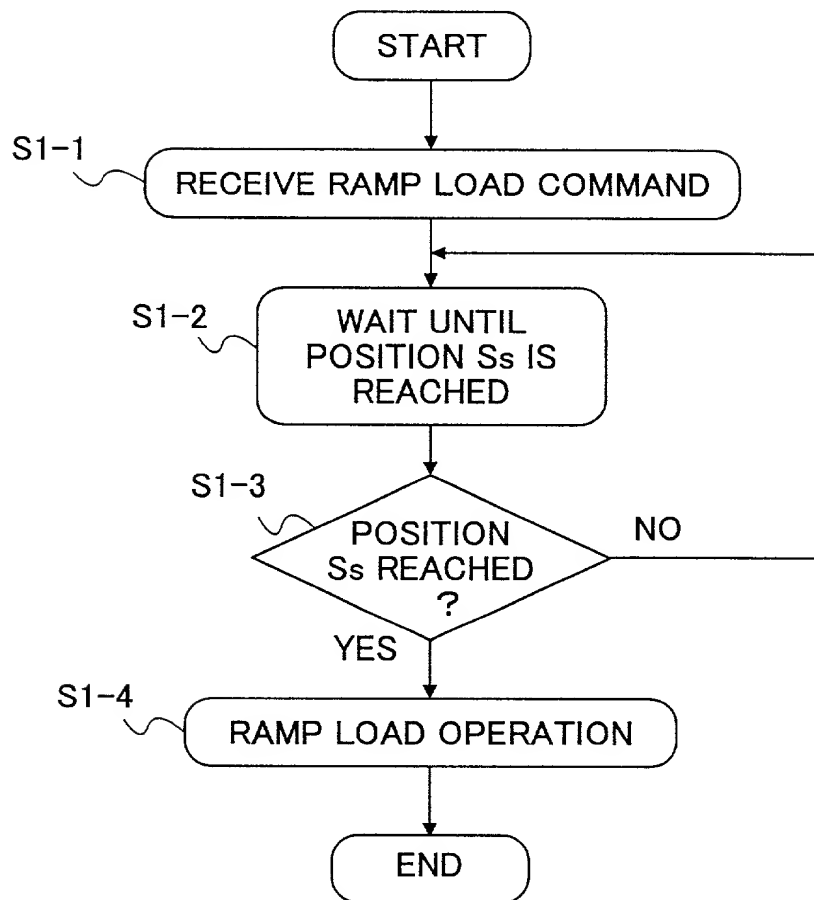 START
S1-1
RECEIVE RAMP LOAD COMMAND
S1-2
WAIT UNTIL
POSITION Ss IS
REACHED
S1-3
POSITION
Ss REACHED
?
NO
YES
S1-4
RAMP LOAD OPERATION
END